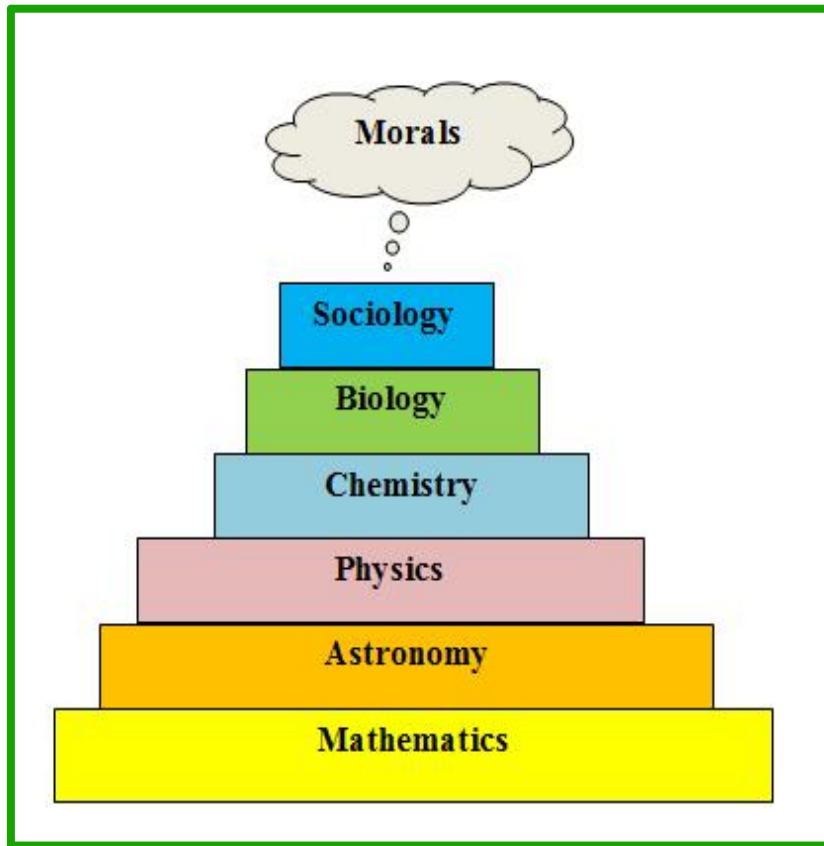 Morals
Sociology
Biology
Chemistry
Physics
Astronomy
Mathematics